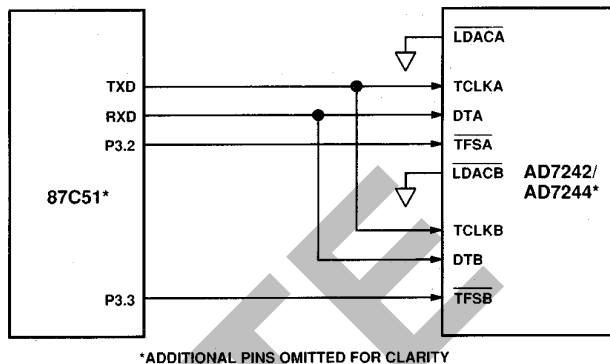 LDACA
TXD
TCLKA
RXD
DTA
P3.2
TFSA
LDACB
AD7242/
87C51*
AD7244*
TCLKB
DTB
P3.3
TFSB
*ADDITIONAL PINS OMITTED FOR CLARITY